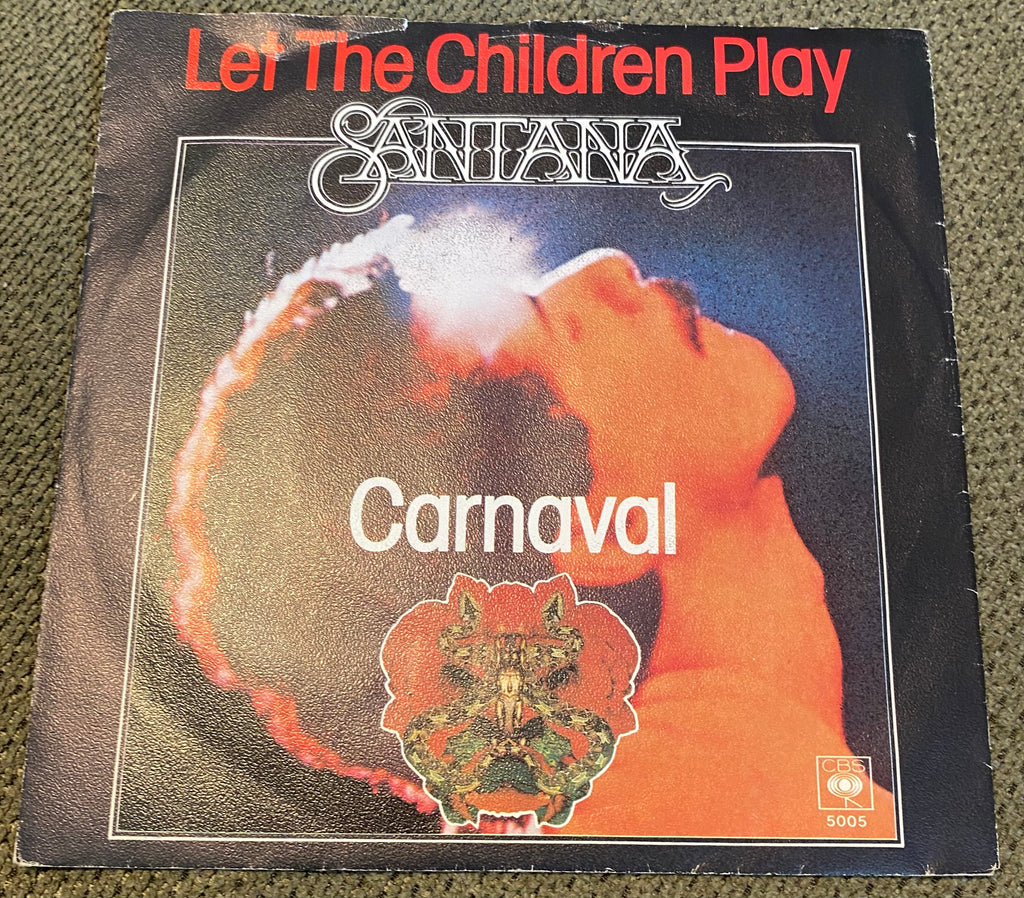 Let The Children Play
SANTANA
Carnaval
CBS
5005